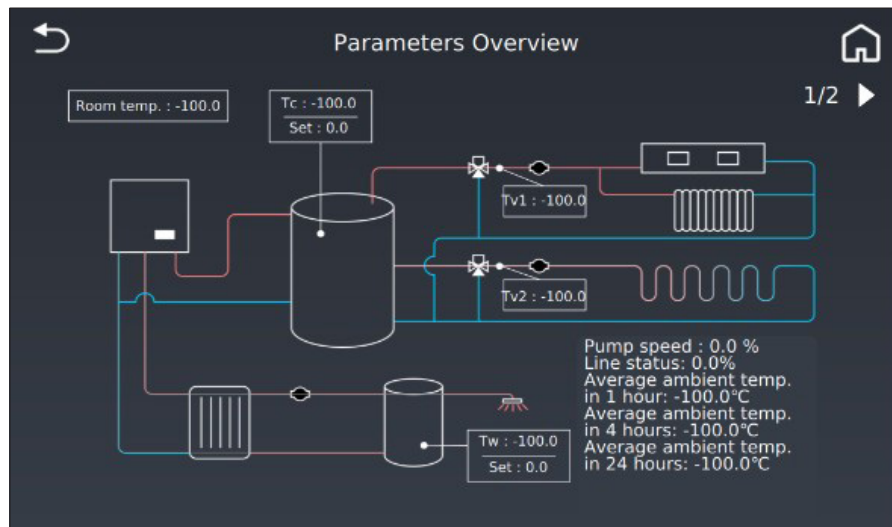 Parameters Overview
1/2
Room temp. : -100.0
Tc : -100.0
Set : 0.0
Tv1 : -100.0
Tv2 : -100.0
Pump speed : 0.0 %
Line status: 0.0%
Average ambient temp.
in 1 hour: -100.0℃
Average ambient temp.
in 4 hours: -100.0℃
Average ambient temp.
in 24 hours: -100.0℃
Tw : -100.0
Set : 0.0